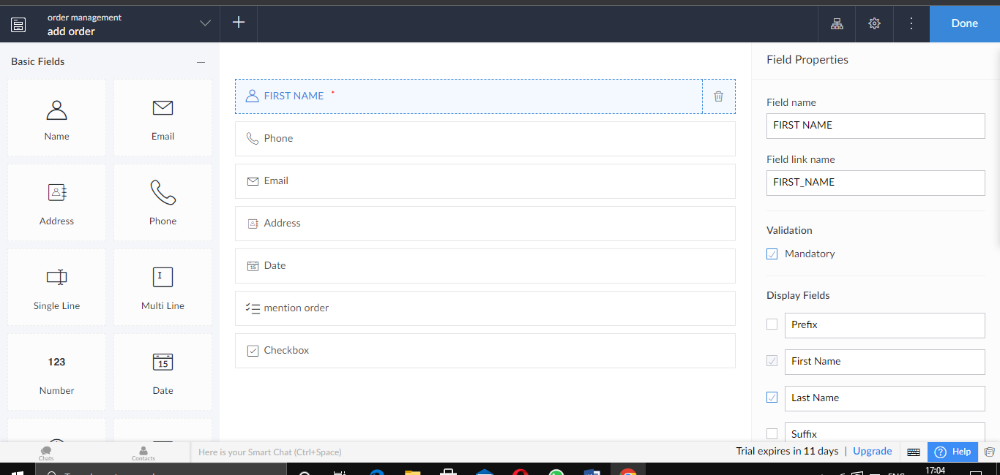 order management
add order
Done
Basic Fields
Name
Email
Address
Phone
Single Line
Multi Line
123
Number
15
Date
FIRST NAME *
Phone
Email
Address
15 Date
mention order
Checkbox
Field Properties
Field name
FIRST NAME
Field link name
FIRST_NAME
Validation
Mandatory
Display Fields
Prefix
First Name
Last Name
Suffix
Chats
Contacts
Here is your Smart Chat (Ctrl+Space)
Trial expires in 11 days | Upgrade
Help
17:04